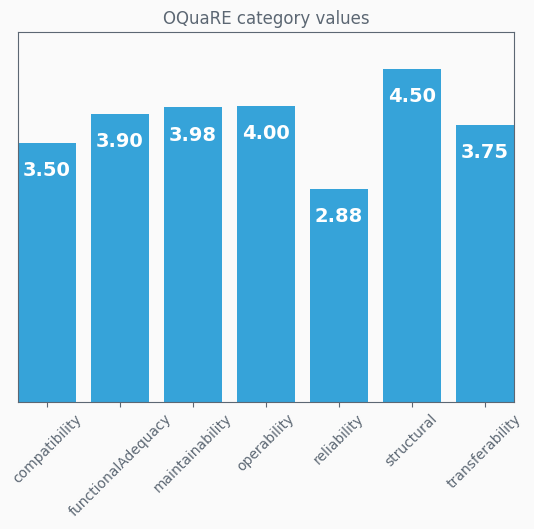 OQuaRE category values
3.50
3.90
3.98
4.00
2.88
4.50
3.75
compatibility
functionalAdequacy
maintainability
operability
reliability
structural
transferability